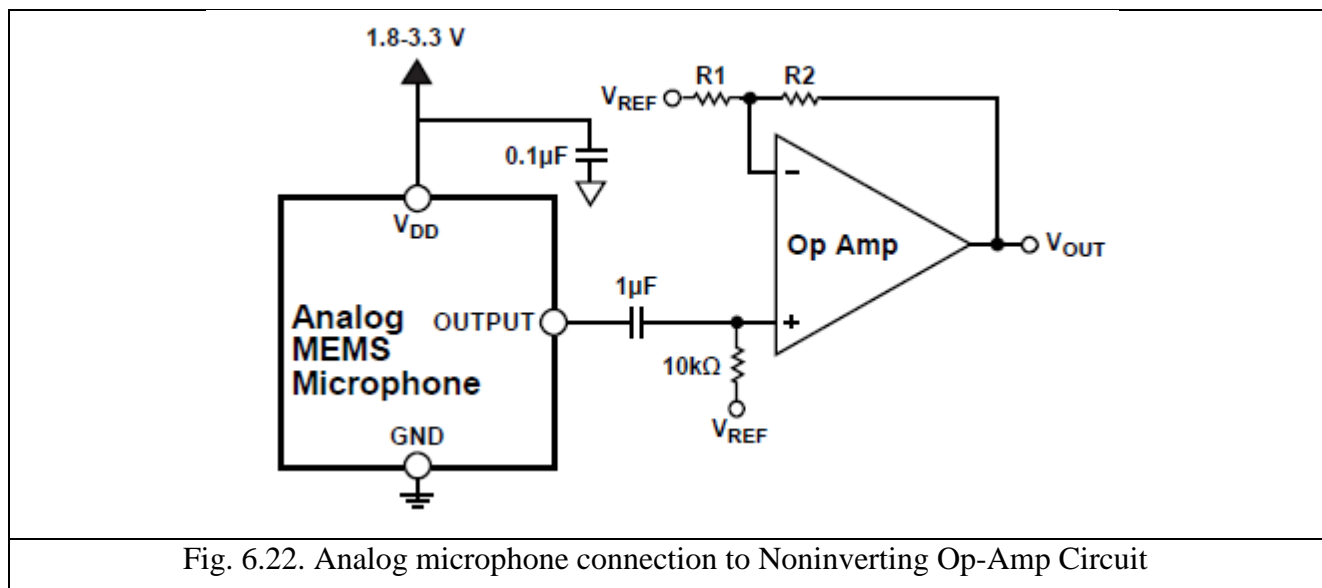 1.8-3.3 V
R1
R2
VREF
0.1µF
VDD
-
Op Amp
VOUT
1µF
Analog
MEMS
Microphone
OUTPUT
+
10kΩ
VREF
GND
Fig. 6.22. Analog microphone connection to Noninverting Op-Amp Circuit